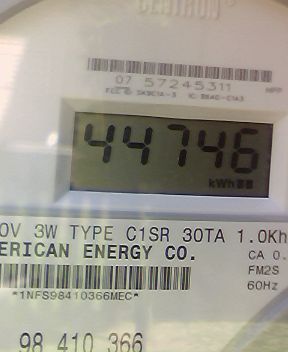 CENTRON
07 57245311
44746
kWh
0V 3W TYPE C1SR 30TA 1.0Kh
ERICAN ENERGY CO.
CA 0.
FM2S
60Hz
*1NFS98410366MEC*
98 410 366